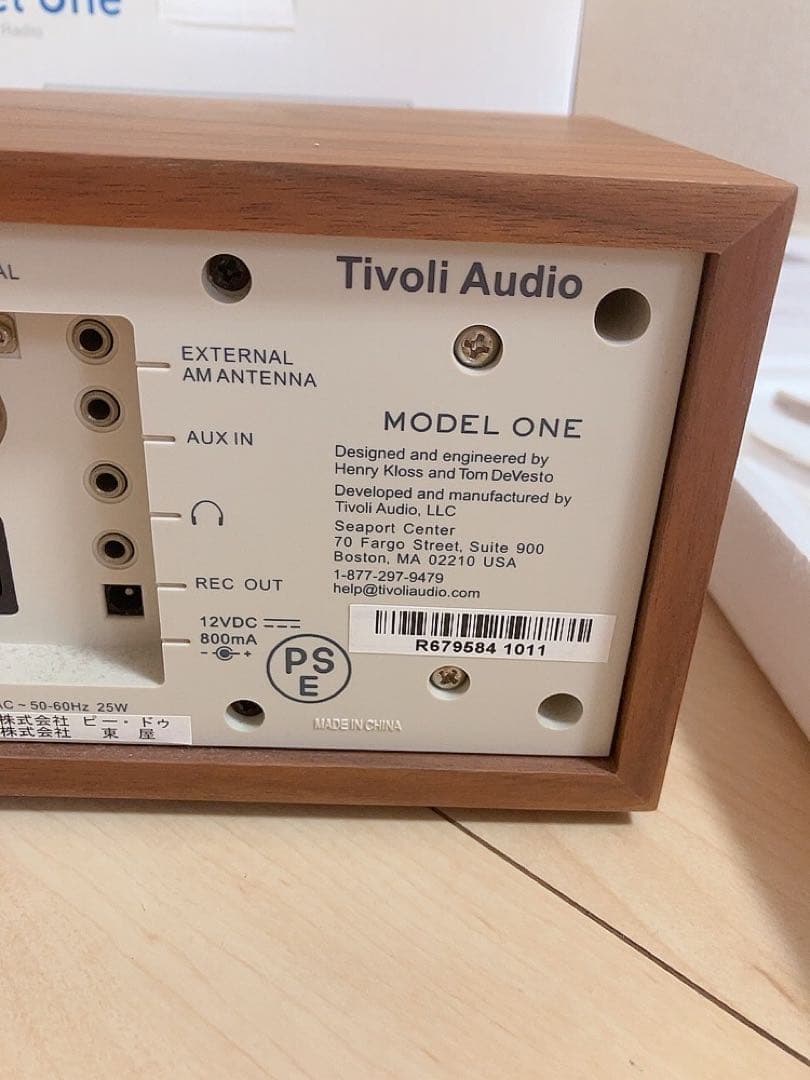 el One
Radio
AL
Tivoli Audio
EXTERNAL
AM ANTENNA
AUX IN
REC OUT
12VDC
800mA
- +
PS
E
MODEL ONE
Designed and engineered by
Henry Kloss and Tom DeVesto
Developed and manufactured by
Tivoli Audio, LLC
Seaport Center
70 Fargo Street, Suite 900
Boston, MA 02210 USA
1-877-297-9479
help@tivoliaudio.com
R679584 1011
AC ~ 50-60Hz 25W
株式会社 ビー・ドゥ
株式会社 東 屋
MADE IN CHINA